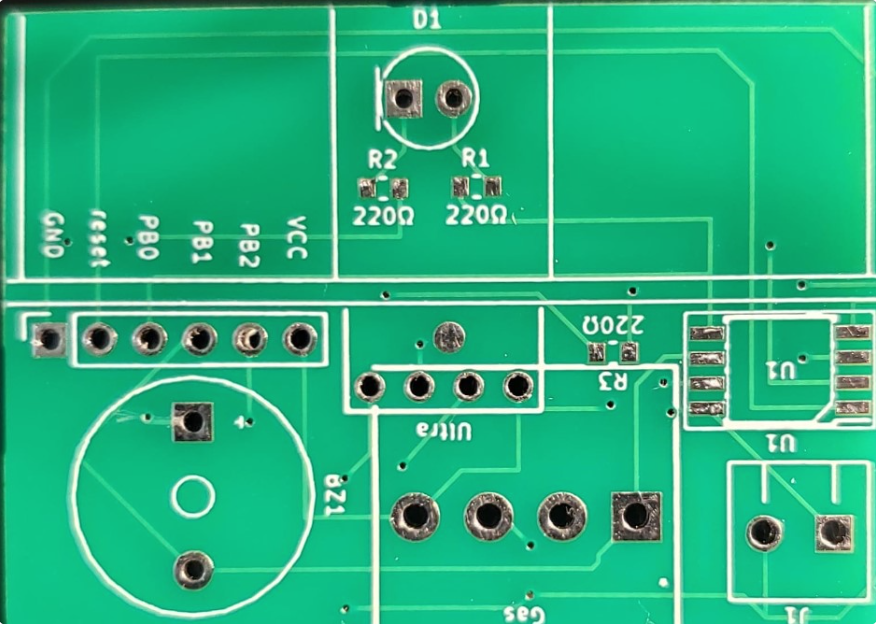 D1
R2
R1
220Ω
220Ω
GND
reset
PB0
PB1
PB2
VCC
220Ω
R3
U1
U1
Ultra
BZ1
+
Gas
J1